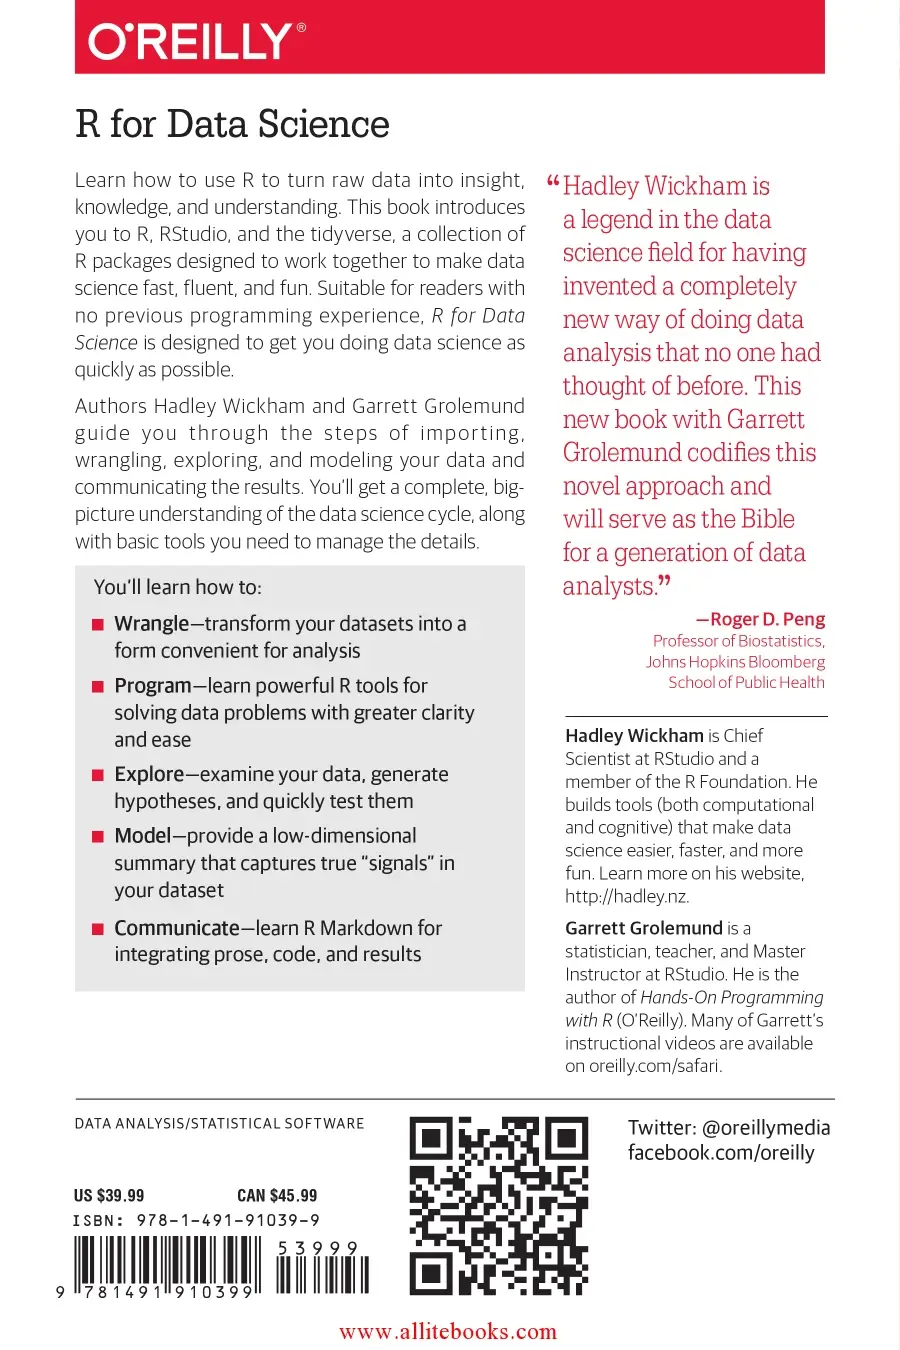 O'REILLY®
R for Data Science
Learn how to use R to turn raw data into insight,
knowledge, and understanding. This book introduces
you to R, RStudio, and the tidyverse, a collection of
R packages designed to work together to make data
science fast, fluent, and fun. Suitable for readers with
no previous programming experience, R for Data
Science is designed to get you doing data science as
quickly as possible.
Authors Hadley Wickham and Garrett Grolemund
guide you through the steps of importing,
wrangling, exploring, and modeling your data and
communicating the results. You'll get a complete, big-
picture understanding of the data science cycle, along
with basic tools you need to manage the details.
You'll learn how to:
■ Wrangle—transform your datasets into a
form convenient for analysis
■ Program—learn powerful R tools for
solving data problems with greater clarity
and ease
■ Explore—examine your data, generate
hypotheses, and quickly test them
■ Model—provide a low-dimensional
summary that captures true "signals" in
your dataset
■ Communicate—learn R Markdown for
integrating prose, code, and results
“Hadley Wickham is
a legend in the data
science field for having
invented a completely
new way of doing data
analysis that no one had
thought of before. This
new book with Garrett
Grolemund codifies this
novel approach and
will serve as the Bible
for a generation of data
analysts.”
—Roger D. Peng
Professor of Biostatistics,
Johns Hopkins Bloomberg
School of Public Health
Hadley Wickham is Chief
Scientist at RStudio and a
member of the R Foundation. He
builds tools (both computational
and cognitive) that make data
science easier, faster, and more
fun. Learn more on his website,
http://hadley.nz.
Garrett Grolemund is a
statistician, teacher, and Master
Instructor at RStudio. He is the
author of Hands-On Programming
with R (O'Reilly). Many of Garrett's
instructional videos are available
on oreilly.com/safari.
DATA ANALYSIS/STATISTICAL SOFTWARE
US $39.99 CAN $45.99
ISBN: 978-1-491-91039-9
53999
9 781491 910399
Twitter: @oreillymedia
facebook.com/oreilly
www.allitebooks.com